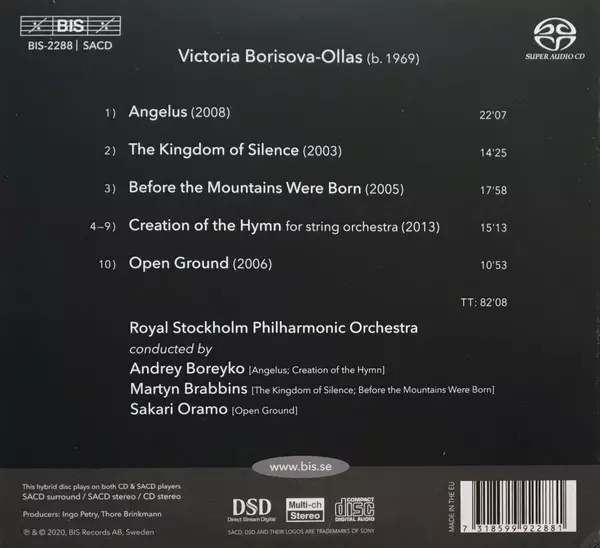 BIS
BIS-2288 | SACD
Victoria Borisova-Ollas (b. 1969)
SUPER AUDIO CD
1) Angelus (2008) 22'07
2) The Kingdom of Silence (2003) 14'25
3) Before the Mountains Were Born (2005) 17'58
4–9) Creation of the Hymn for string orchestra (2013) 15'13
10) Open Ground (2006) 10'53
TT: 82'08
Royal Stockholm Philharmonic Orchestra
conducted by
Andrey Boreyko [Angelus; Creation of the Hymn]
Martyn Brabbins [The Kingdom of Silence; Before the Mountains Were Born]
Sakari Oramo [Open Ground]
www.bis.se
This hybrid disc plays on both CD & SACD players
SACD surround / SACD stereo / CD stereo
Producers: Ingo Petry, Thore Brinkmann
℗ & © 2020, BIS Records AB, Sweden
DSD
Direct Stream Digital
Multi-ch
Stereo
COMPACT
disc
DIGITAL AUDIO
SACD, DSD AND THEIR LOGOS ARE TRADEMARKS OF SONY
MADE IN THE EU
7 318599 922881